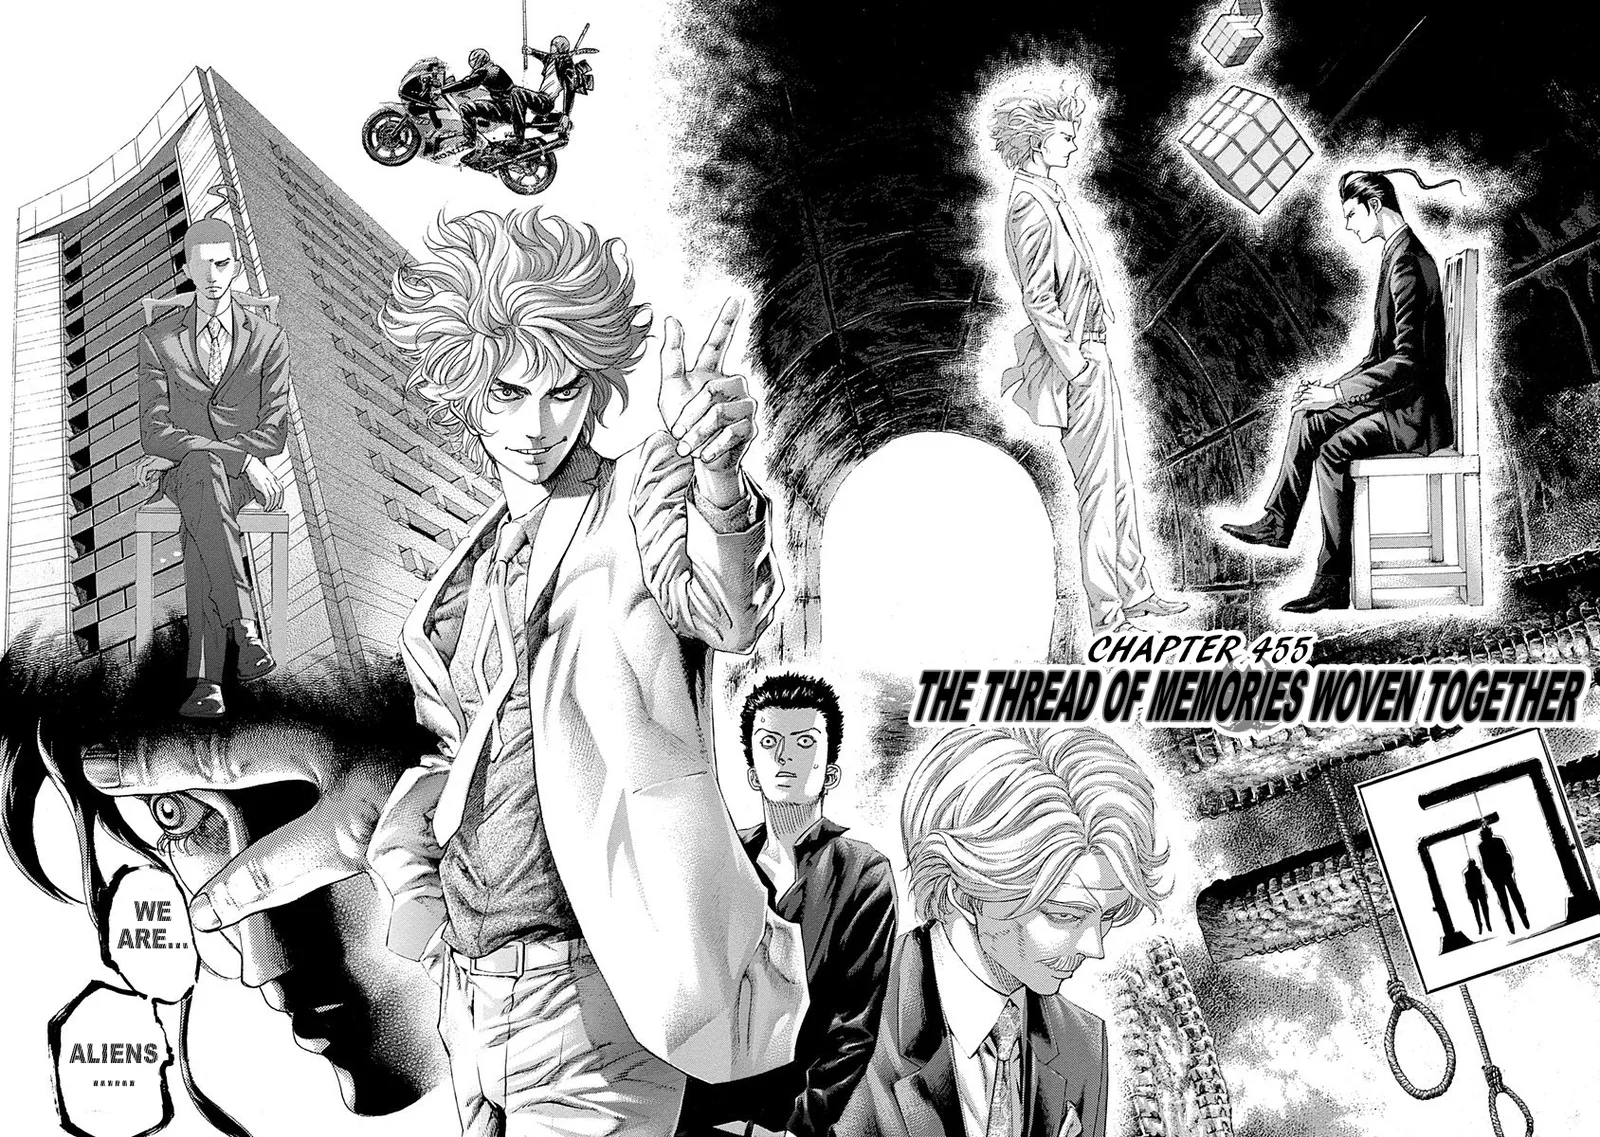 CHAPTER 455
THE THREAD OF MEMORIES WOVEN TOGETHER
WE
ARE...
ALIENS
......